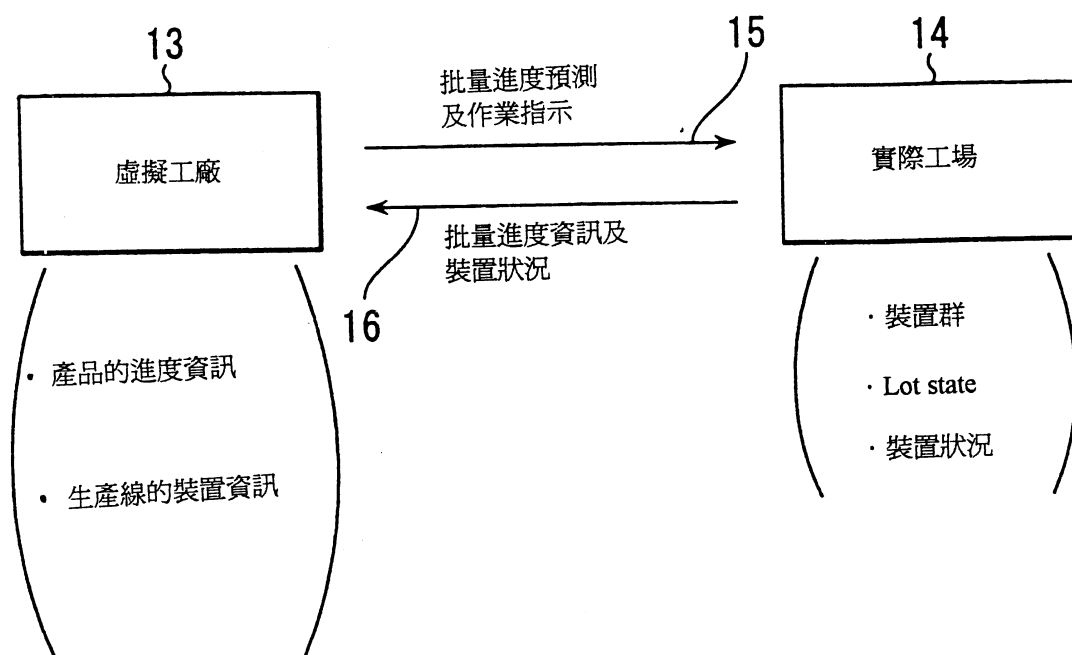 13
虛擬工廠
批量進度預測
及作業指示
15
14
實際工場
批量進度資訊及
裝置狀況
16
· 產品的進度資訊
· 生產線的裝置資訊
· 裝置群
· Lot state
· 裝置狀況